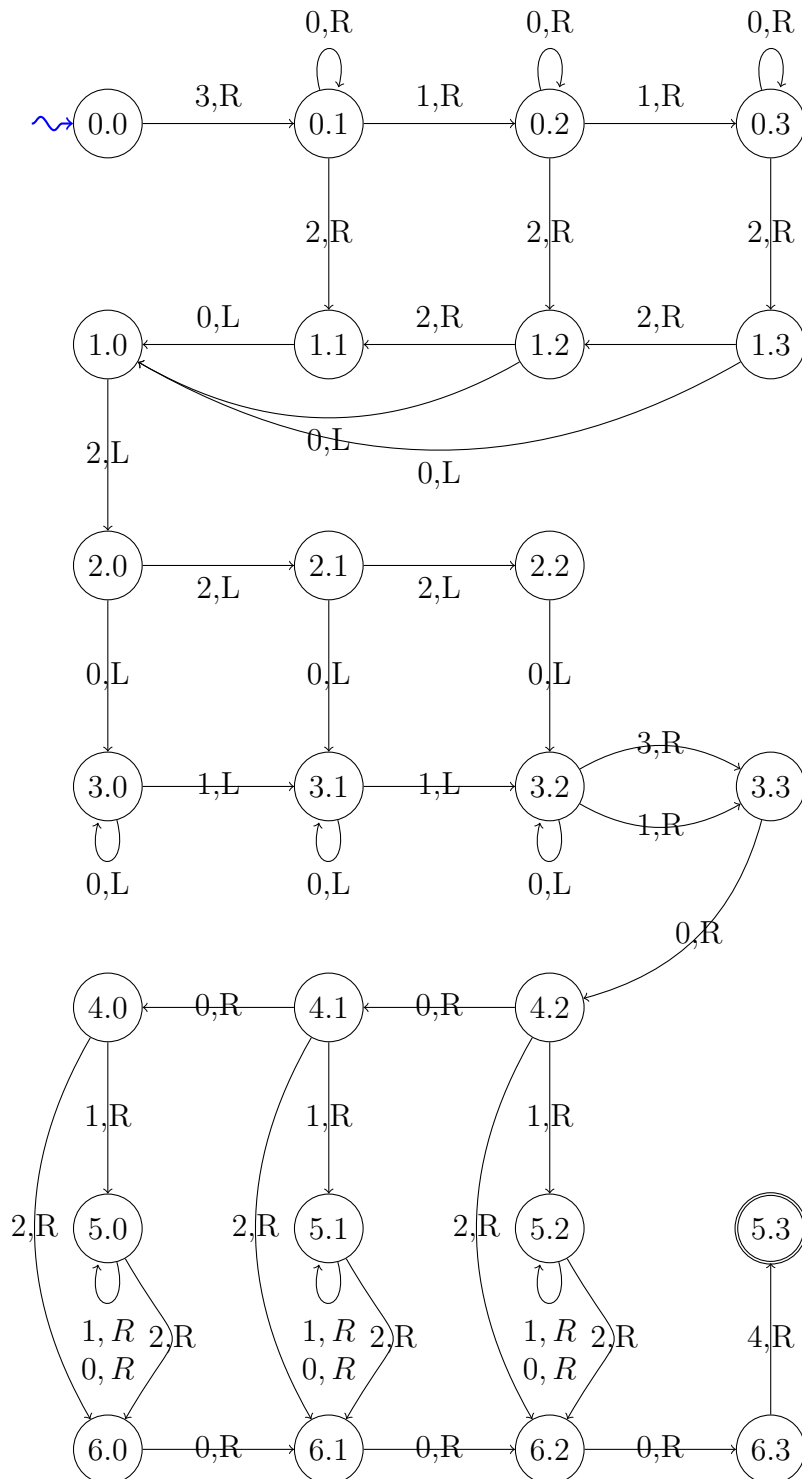 0,R 0,R 0,R
0.0 3,R 0.1 1,R 0.2 1,R 0.3
2,R 2,R 2,R
1.0 0,L 1.1 2,R 1.2 2,R 1.3
2,L 0,L 0,L
2.0 2,L 2.1 2,L 2.2
0,L 0,L 0,L
3.0 1,L 3.1 1,L 3.2 3,R 1,R 3.3
0,L 0,L 0,L
0,R
4.0 0,R 4.1 0,R 4.2
1,R 1,R 1,R
2,R 5.0 2,R 5.1 2,R 5.2 5.3
1, R 2,R 1, R 2,R 1, R 2,R 4,R
0, R 0, R 0, R
6.0 0,R 6.1 0,R 6.2 0,R 6.3